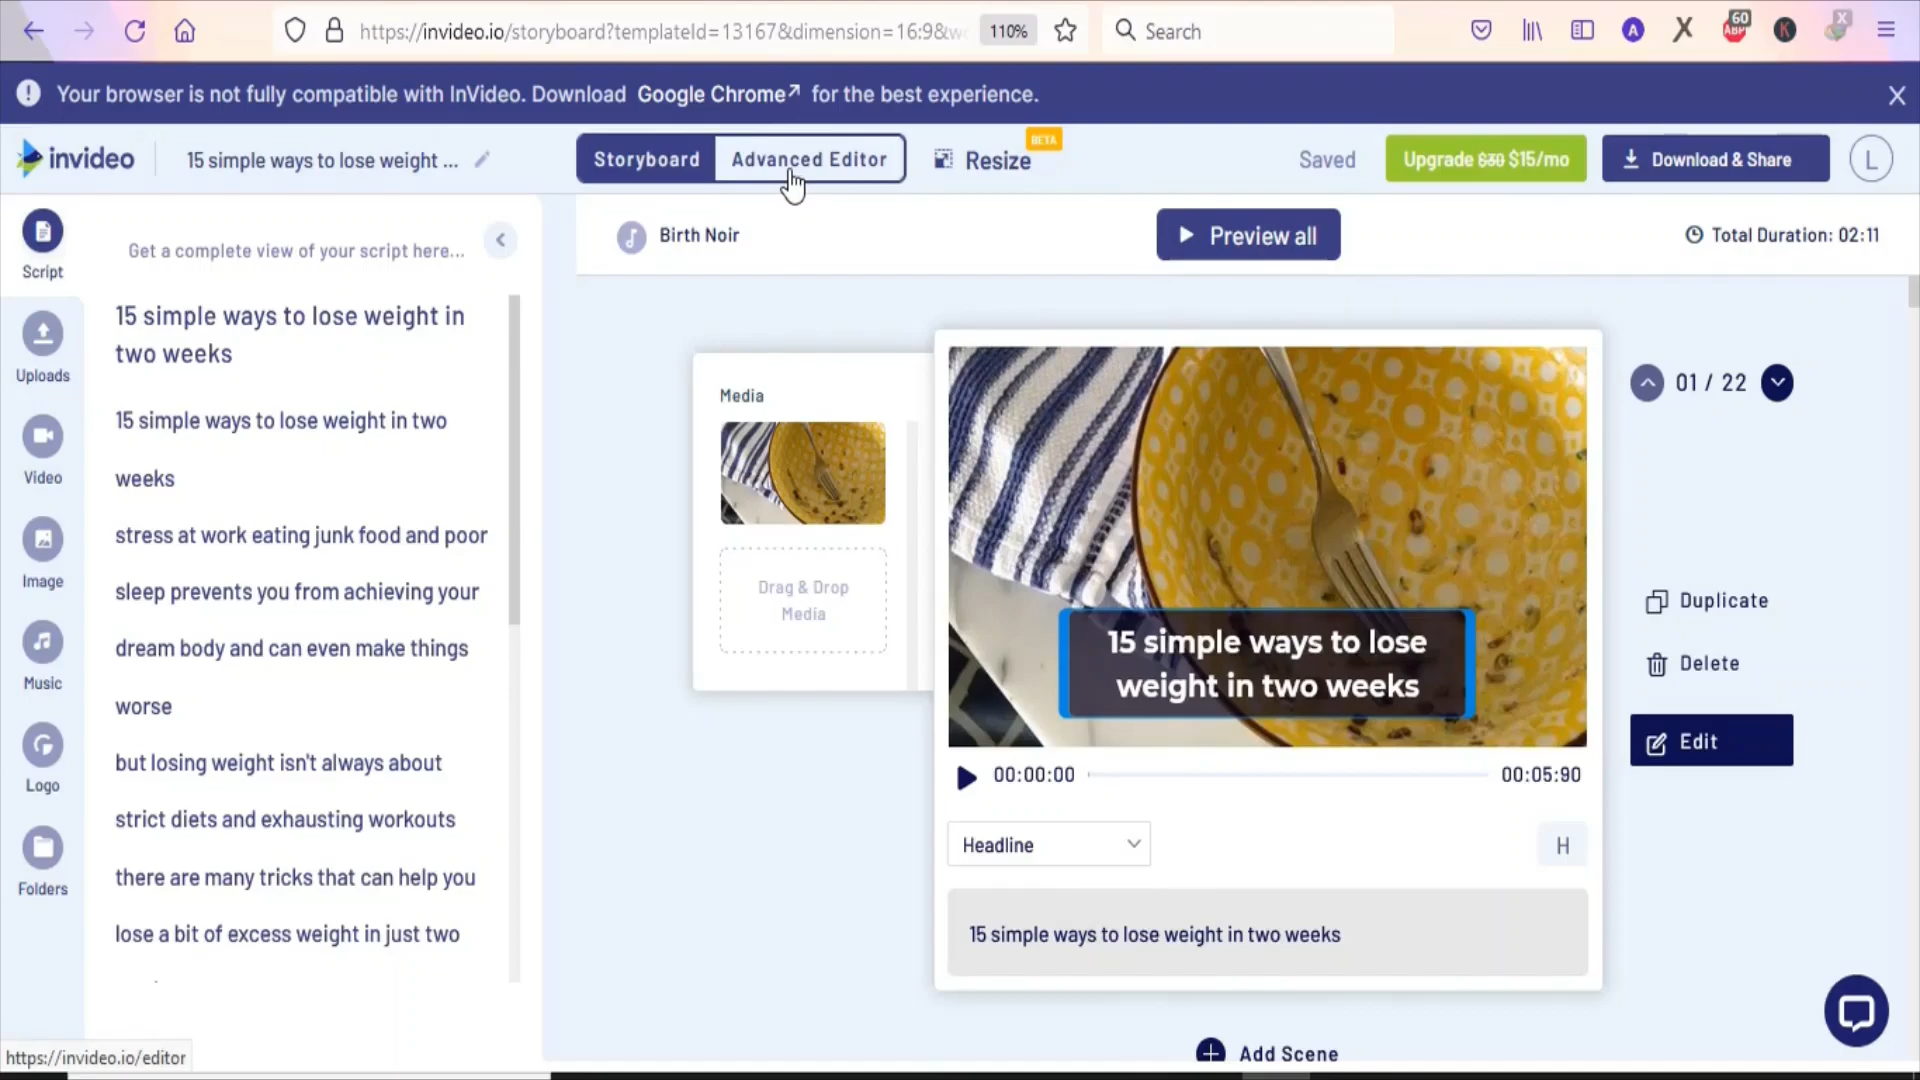 https://invideo.io/storyboard?templateId=13167&dimension=16:9&
110%
Search
60
ABP
A
K
X
Your browser is not fully compatible with InVideo. Download Google Chrome↗ for the best experience.
X
invideo
15 simple ways to lose weight ...
Storyboard
Advanced Editor
Resize
BETA
Saved
Upgrade $30 $15/mo
Download & Share
L
Script
Uploads
Video
Image
Music
Logo
Folders
Get a complete view of your script here...
15 simple ways to lose weight in
two weeks
15 simple ways to lose weight in two
weeks
stress at work eating junk food and poor
sleep prevents you from achieving your
dream body and can even make things
worse
but losing weight isn't always about
strict diets and exhausting workouts
there are many tricks that can help you
lose a bit of excess weight in just two
Birth Noir
Preview all
Total Duration: 02:11
Media
Drag & Drop
Media
15 simple ways to lose
weight in two weeks
00:00:00
00:05:90
Headline
H
15 simple ways to lose weight in two weeks
01 / 22
Duplicate
Delete
Edit
Add Scene
https://invideo.io/editor